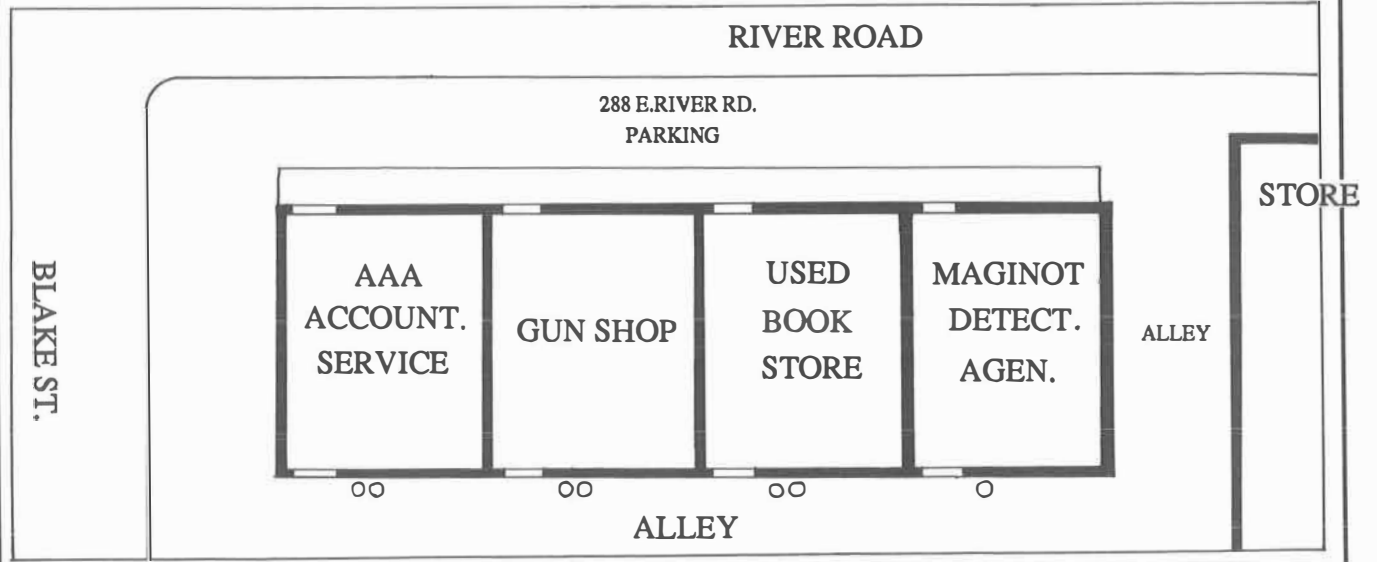 RIVER ROAD
288 E.RIVER RD.
PARKING
STORE
BLAKE ST.
AAA
ACCOUNT.
SERVICE
GUN SHOP
USED
BOOK
STORE
MAGINOT
DETECT.
AGEN.
ALLEY
ALLEY